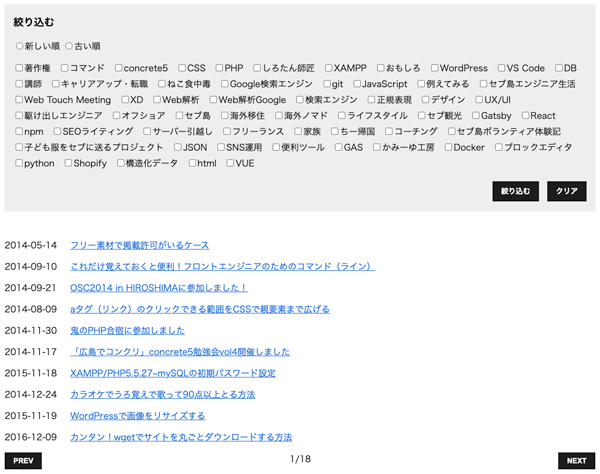 絞り込む
新しい順 古い順
著作権 コマンド concrete5 CSS PHP しろたん師匠 XAMPP おもしろ WordPress VS Code DB
講師 キャリアアップ・転職 ねこ食中毒 Google検索エンジン git JavaScript 例えてみる セブ島エンジニア生活
Web Touch Meeting XD Web解析 Web解析Google 検索エンジン 正規表現 デザイン UX/UI
駆け出しエンジニア オフショア セブ島 海外移住 海外ノマド ライフスタイル セブ観光 Gatsby React
npm SEOライティング サーバー引越し フリーランス 家族 ちー帰国 コーチング セブ島ボランティア体験記
子ども服をセブに送るプロジェクト JSON SNS運用 便利ツール GAS かみーゆ工房 Docker ブロックエディタ
python Shopify 構造化データ html VUE
絞り込む クリア
2014-05-14 フリー素材で掲載許可がいるケース
2014-09-10 これだけ覚えておくと便利！フロントエンジニアのためのコマンド（ライン）
2014-09-21 OSC2014 in HIROSHIMAに参加しました！
2014-08-09 aタグ（リンク）のクリックできる範囲をCSSで親要素まで広げる
2014-11-30 鬼のPHP合宿に参加しました
2014-11-17 「広島でコンクリ」concrete5勉強会vol4開催しました
2015-11-18 XAMPP/PHP5.5.27~mySQLの初期パスワード設定
2014-12-24 カラオケでうろ覚えで歌って90点以上とる方法
2015-11-19 WordPressで画像をリサイズする
2016-12-09 カンタン！wgetでサイトを丸ごとダウンロードする方法
PREV 1/18 NEXT